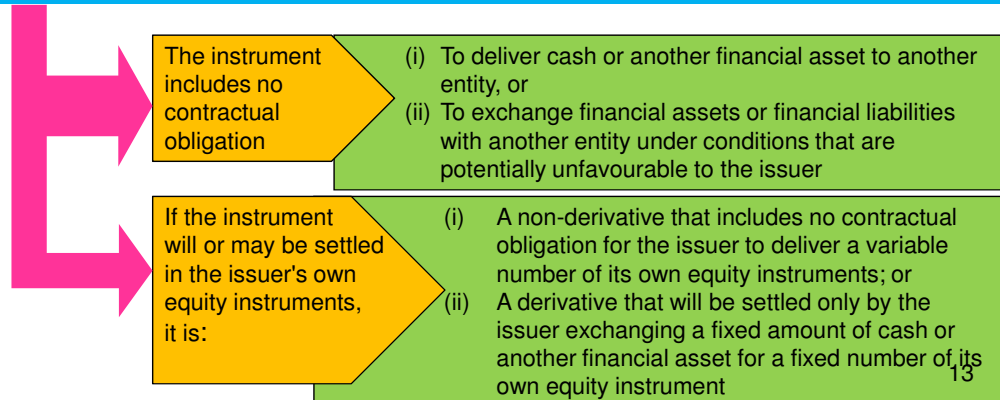 The instrument
includes no
contractual
obligation
(i) To deliver cash or another financial asset to another
entity, or
(ii) To exchange financial assets or financial liabilities
with another entity under conditions that are
potentially unfavourable to the issuer
If the instrument
will or may be settled
in the issuer's own
equity instruments,
it is:
(i) A non-derivative that includes no contractual
obligation for the issuer to deliver a variable
number of its own equity instruments; or
(ii) A derivative that will be settled only by the
issuer exchanging a fixed amount of cash or
another financial asset for a fixed number of its
own equity instrument
13